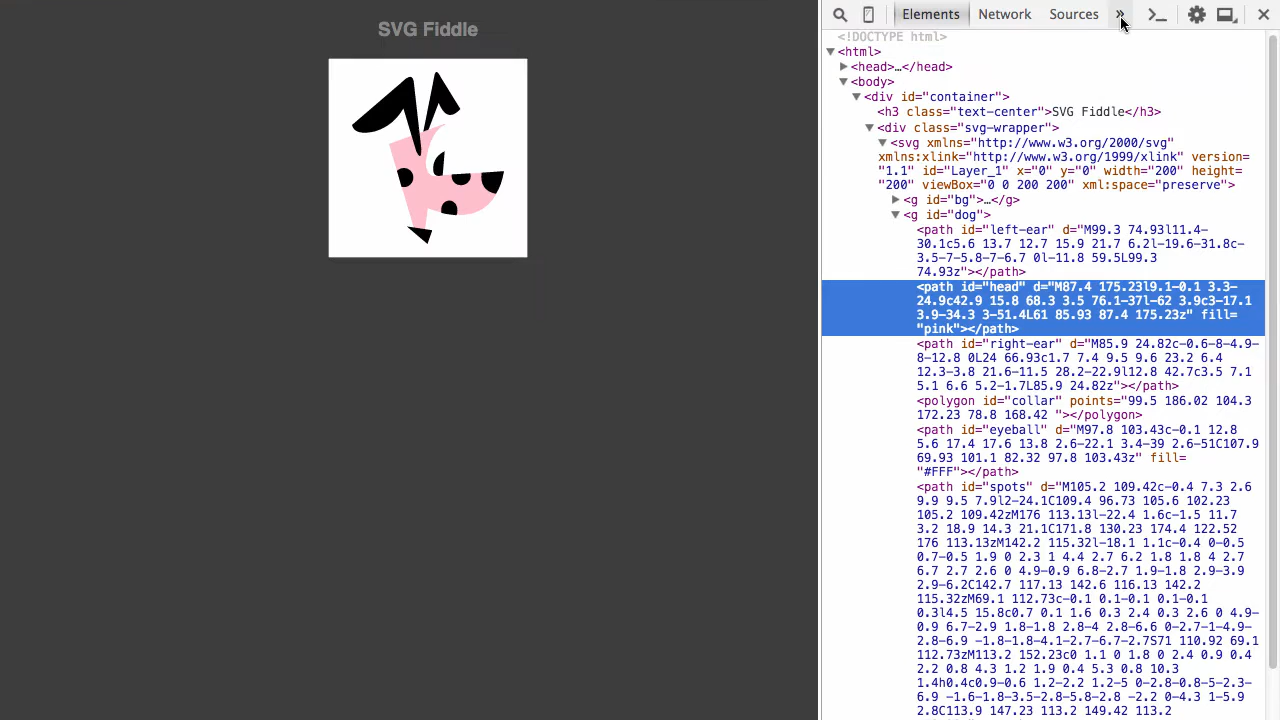 SVG Fiddle
Elements Network Sources »
<!DOCTYPE html>
<html>
<head>…</head>
<body>
<div id="container">
<h3 class="text-center">SVG Fiddle</h3>
<div class="svg-wrapper">
<svg xmlns="http://www.w3.org/2000/svg"
xmlns:xlink="http://www.w3.org/1999/xlink" version=
"1.1" id="Layer_1" x="0" y="0" width="200" height=
"200" viewBox="0 0 200 200" xml:space="preserve">
<g id="bg">…</g>
<g id="dog">
<path id="left-ear" d="M99.3 74.93l11.4-
30.1c5.6 13.7 12.7 15.9 21.7 6.2l-19.6-31.8c-
3.5-7-5.8-7-6.7 0l-11.8 59.5L99.3
74.93z"></path>
<path id="head" d="M87.4 175.23l9.1-0.1 3.3-
24.9c42.9 15.8 68.3 3.5 76.1-37l-62 3.9c3-17.1
3.9-34.3 3-51.4L61 85.93 87.4 175.23z" fill=
"pink"></path>
<path id="right-ear" d="M85.9 24.82c-0.6-8-4.9-
8-12.8 0L24 66.93c1.7 7.4 9.5 9.6 23.2 6.4
12.3-3.8 21.6-11.5 28.2-22.9l12.8 42.7c3.5 7.1
5.1 6.6 5.2-1.7L85.9 24.82z"></path>
<polygon id="collar" points="99.5 186.02 104.3
172.23 78.8 168.42 "></polygon>
<path id="eyeball" d="M97.8 103.43c-0.1 12.8
5.6 17.4 17.6 13.8 2.6-22.1 3.4-39 2.6-51C107.9
69.93 101.1 82.32 97.8 103.43z" fill=
"#FFF"></path>
<path id="spots" d="M105.2 109.42c-0.4 7.3 2.6
9.9 9.5 7.9l2-24.1C109.4 96.73 105.6 102.23
105.2 109.42zM176 113.13l-22.4 1.6c-1.5 11.7
3.2 18.9 14.3 21.1C171.8 130.23 174.4 122.52
176 113.13zM142.2 115.32l-18.1 1.1c-0.4 0-0.5
0.7-0.5 1.9 0 2.3 1 4.4 2.7 6.2 1.8 1.8 4 2.7
6.7 2.7 2.6 0 4.9-0.9 6.8-2.7 1.9-1.8 2.9-3.9
2.9-6.2C142.7 117.13 142.6 116.13 142.2
115.32zM69.1 112.73c-0.1 0.1-0.1 0.1-0.1
0.3l4.5 15.8c0.7 0.1 1.6 0.3 2.4 0.3 2.6 0 4.9-
0.9 6.7-2.9 1.8-1.8 2.8-4 2.8-6.6 0-2.7-1-4.9-
2.8-6.9 -1.8-1.8-4.1-2.7-6.7-2.7S71 110.92 69.1
112.73zM113.2 152.23c0 1.1 0 1.8 0 2.4 0.9 0.4
2.2 0.8 4.3 1.2 1.9 0.4 5.3 0.8 10.3
1.4h0.4c0.9-0.6 1.2-2.2 1.2-5 0-2.8-0.8-5-2.3-
6.9 -1.6-1.8-3.5-2.8-5.8-2.8 -2.2 0-4.3 1-5.9
2.8C113.9 147.23 113.2 149.42 113.2